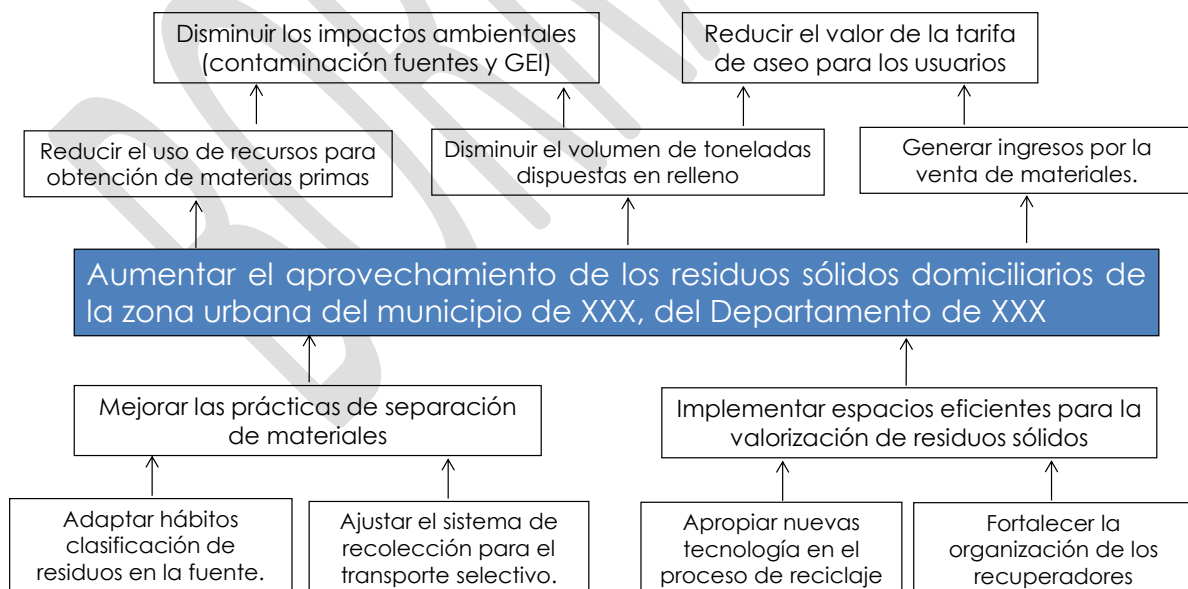 Disminuir los impactos ambientales
(contaminación fuentes y GEI)
Reducir el valor de la tarifa
de aseo para los usuarios
Reducir el uso de recursos para
obtención de materias primas
Disminuir el volumen de toneladas
dispuestas en relleno
Generar ingresos por la
venta de materiales.
Aumentar el aprovechamiento de los residuos sólidos domiciliarios de
la zona urbana del municipio de XXX, del Departamento de XXX
Mejorar las prácticas de separación
de materiales
Implementar espacios eficientes para la
valorización de residuos sólidos
Adaptar hábitos
clasificación de
residuos en la fuente.
Ajustar el sistema de
recolección para el
transporte selectivo.
Apropiar nuevas
tecnología en el
proceso de reciclaje
Fortalecer la
organización de los
recuperadores